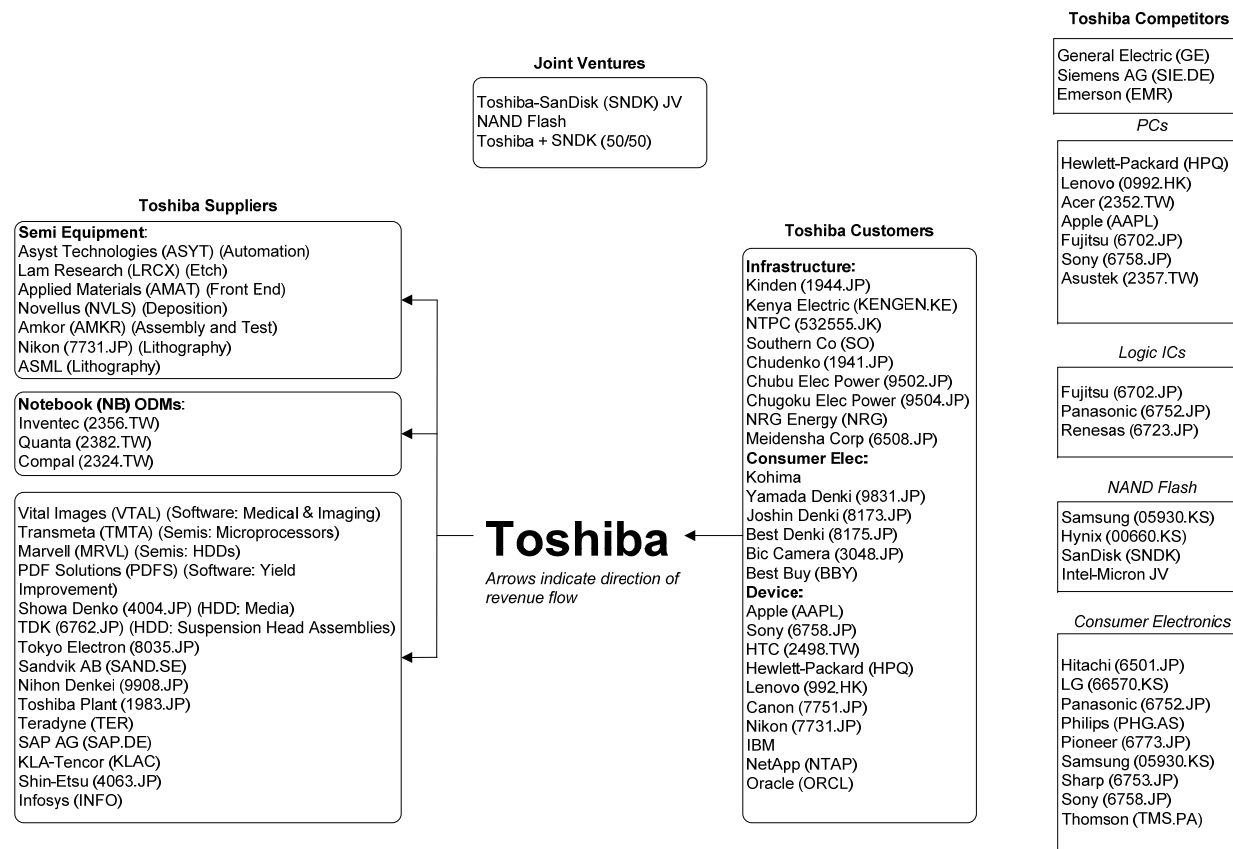 Joint Ventures
Toshiba-SanDisk (SNDK) JV
NAND Flash
Toshiba + SNDK (50/50)
Toshiba Suppliers
Semi Equipment:
Asyst Technologies (ASYT) (Automation)
Lam Research (LRCX) (Etch)
Applied Materials (AMAT) (Front End)
Novellus (NVLS) (Deposition)
Amkor (AMKR) (Assembly and Test)
Nikon (7731.JP) (Lithography)
ASML (Lithography)
Notebook (NB) ODMs:
Inventec (2356.TW)
Quanta (2382.TW)
Compal (2324.TW)
Vital Images (VTAL) (Software: Medical & Imaging)
Transmeta (TMTA) (Semis: Microprocessors)
Marvell (MRVL) (Semis: HDDs)
PDF Solutions (PDFS) (Software: Yield
Improvement)
Showa Denko (4004.JP) (HDD: Media)
TDK (6762.JP) (HDD: Suspension Head Assemblies)
Tokyo Electron (8035.JP)
Sandvik AB (SAND.SE)
Nihon Denkei (9908.JP)
Toshiba Plant (1983.JP)
Teradyne (TER)
SAP AG (SAP.DE)
KLA-Tencor (KLAC)
Shin-Etsu (4063.JP)
Infosys (INFO)
Toshiba
Arrows indicate direction of
revenue flow
Toshiba Customers
Infrastructure:
Kinden (1944.JP)
Kenya Electric (KENGEN.KE)
NTPC (532555.JK)
Southern Co (SO)
Chudenko (1941.JP)
Chubu Elec Power (9502.JP)
Chugoku Elec Power (9504.JP)
NRG Energy (NRG)
Meidensha Corp (6508.JP)
Consumer Elec:
Kohima
Yamada Denki (9831.JP)
Joshin Denki (8173.JP)
Best Denki (8175.JP)
Bic Camera (3048.JP)
Best Buy (BBY)
Device:
Apple (AAPL)
Sony (6758.JP)
HTC (2498.TW)
Hewlett-Packard (HPQ)
Lenovo (992.HK)
Canon (7751.JP)
Nikon (7731.JP)
IBM
NetApp (NTAP)
Oracle (ORCL)
Toshiba Competitors
General Electric (GE)
Siemens AG (SIE.DE)
Emerson (EMR)
PCs
Hewlett-Packard (HPQ)
Lenovo (0992.HK)
Acer (2352.TW)
Apple (AAPL)
Fujitsu (6702.JP)
Sony (6758.JP)
Asustek (2357.TW)
Logic ICs
Fujitsu (6702.JP)
Panasonic (6752.JP)
Renesas (6723.JP)
NAND Flash
Samsung (05930.KS)
Hynix (00660.KS)
SanDisk (SNDK)
Intel-Micron JV
Consumer Electronics
Hitachi (6501.JP)
LG (66570.KS)
Panasonic (6752.JP)
Philips (PHG.AS)
Pioneer (6773.JP)
Samsung (05930.KS)
Sharp (6753.JP)
Sony (6758.JP)
Thomson (TMS.PA)